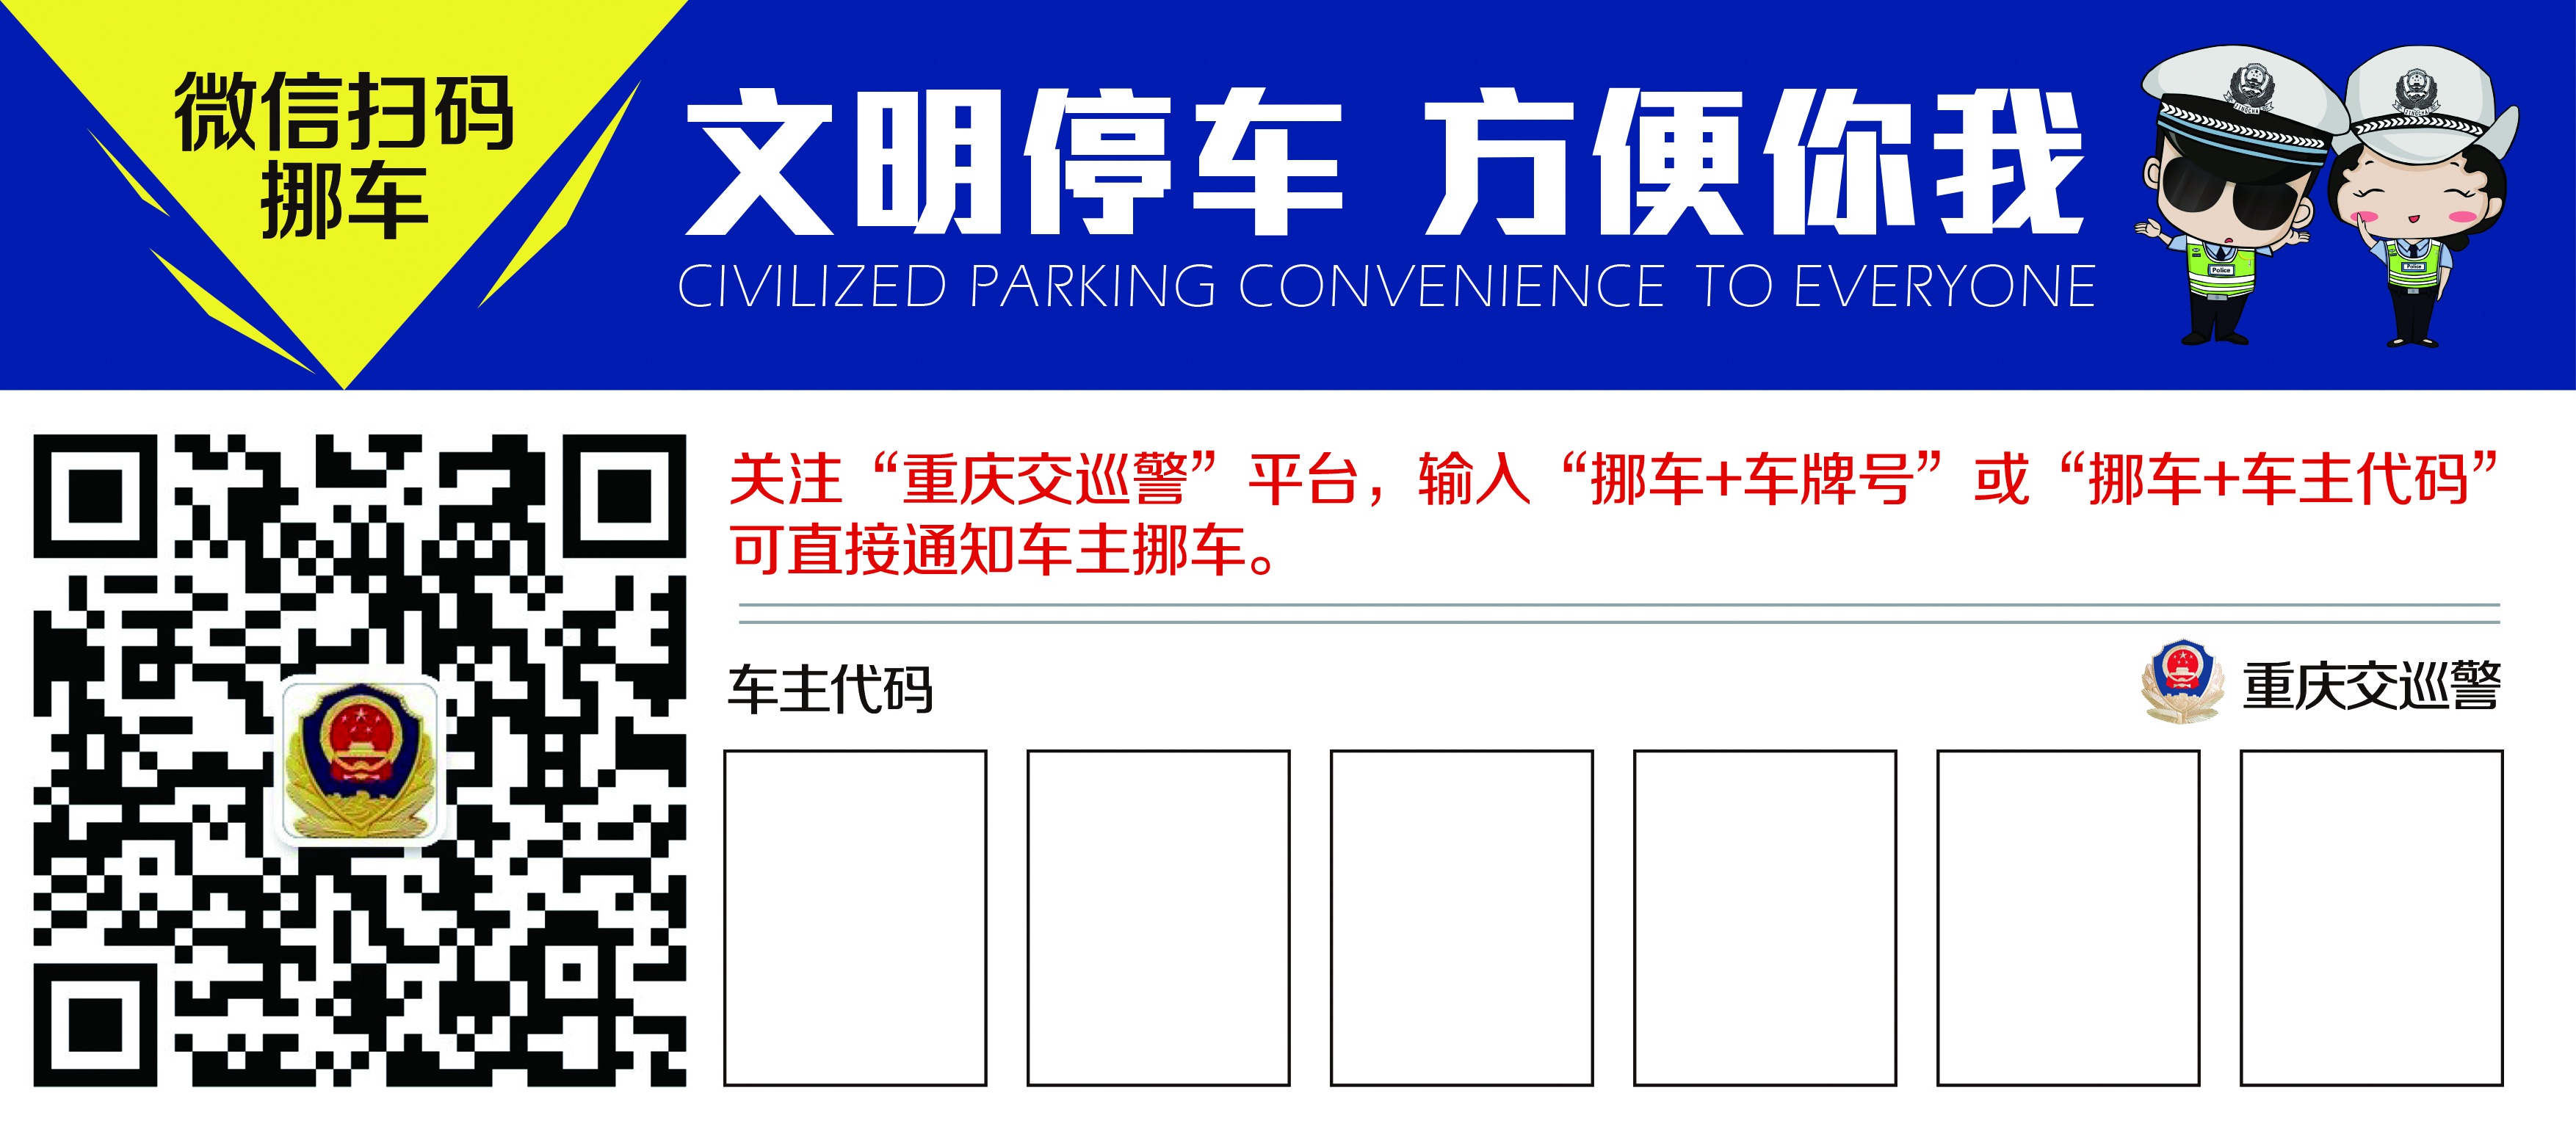 微信扫码
挪车
文明停车 方便你我
CIVILIZED PARKING CONVENIENCE TO EVERYONE
Police
Police
关注“重庆交巡警”平台，输入“挪车+车牌号”或“挪车+车主代码”
可直接通知车主挪车。
车主代码
重庆交巡警